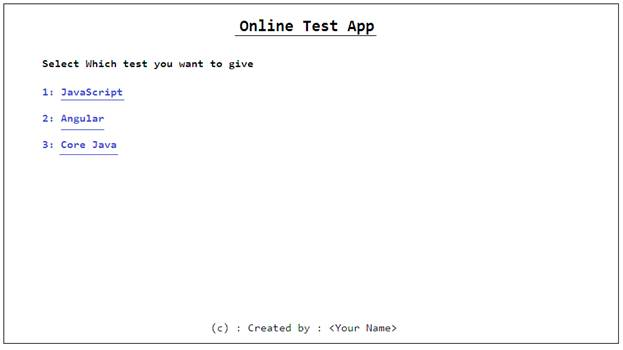 Online Test App
Select Which test you want to give
1: JavaScript
2: Angular
3: Core Java
(c) : Created by : <Your Name>